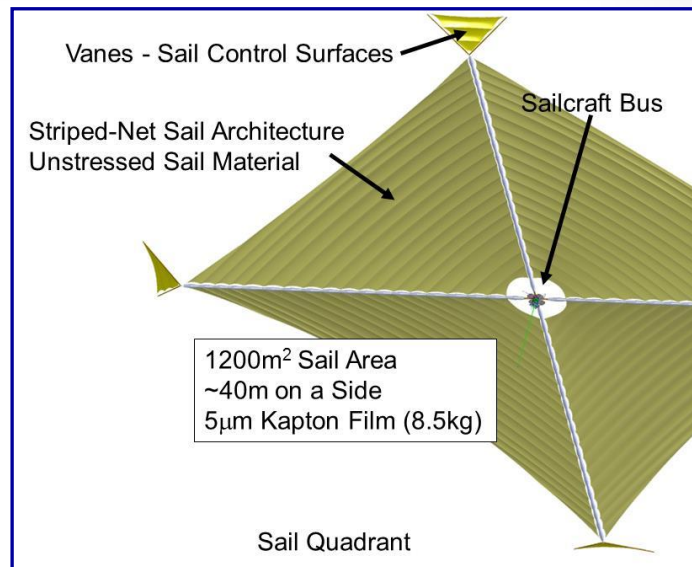 Vanes - Sail Control Surfaces
Sailcraft Bus
Striped-Net Sail Architecture
Unstressed Sail Material
1200m² Sail Area
~40m on a Side
5μm Kapton Film (8.5kg)
Sail Quadrant